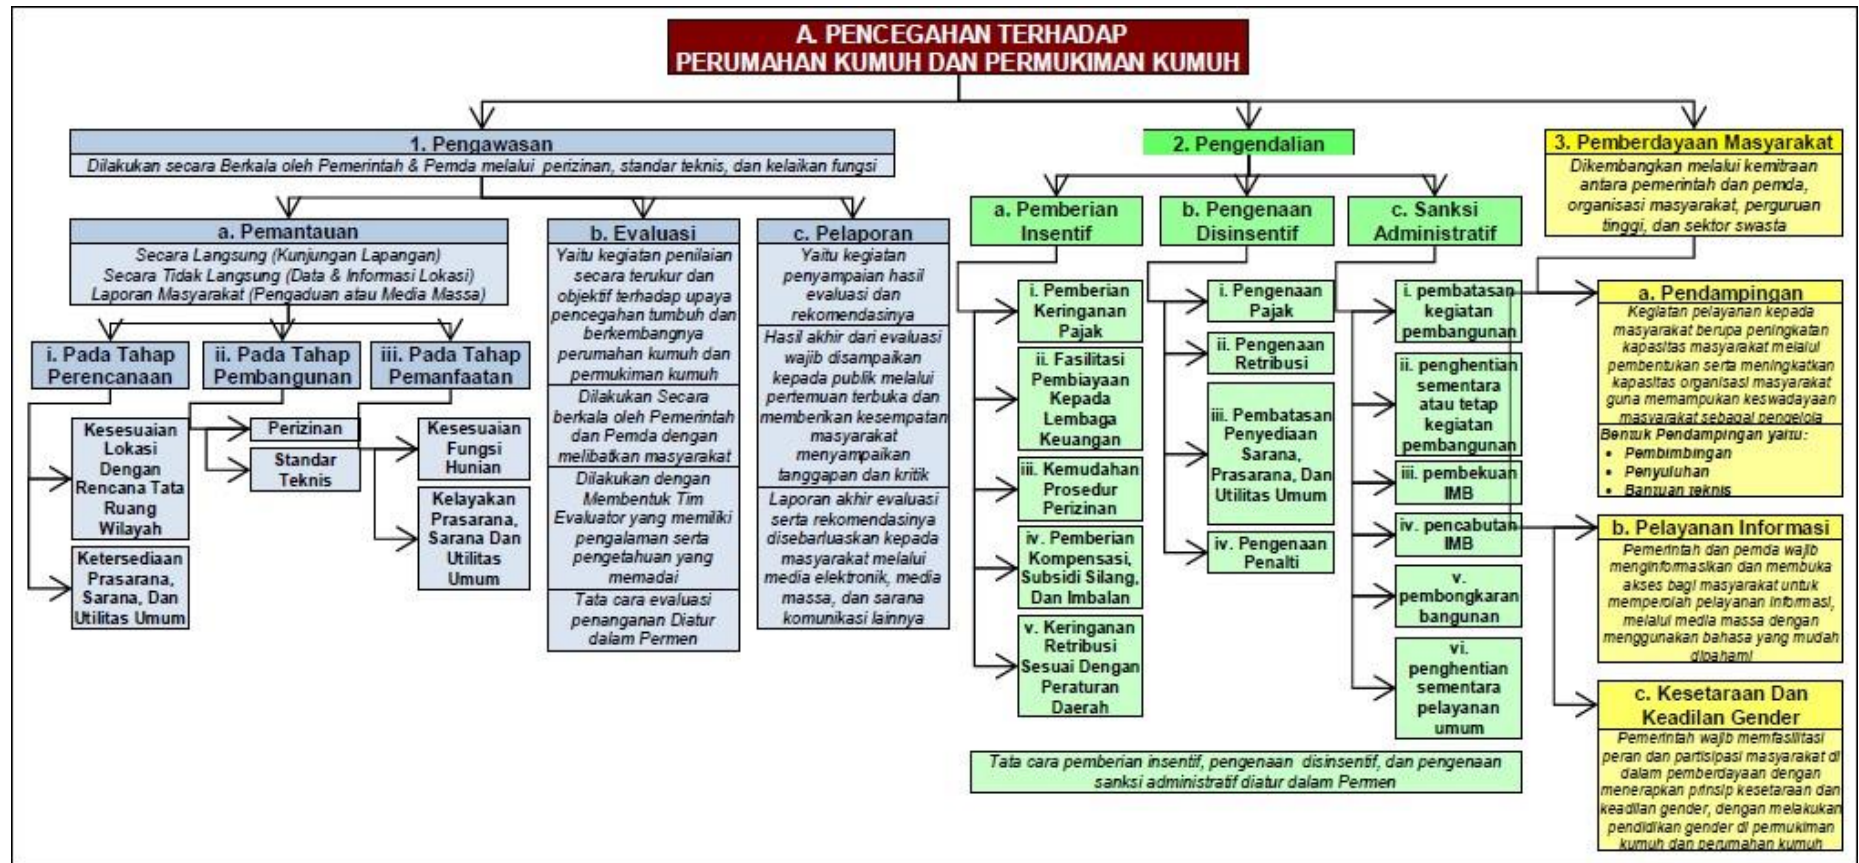 A. PENCEGAHAN TERHADAP
PERUMAHAN KUMUH DAN PERMUKIMAN KUMUH
1. Pengawasan
Dilakukan secara Berkala oleh Pemerintah & Pemda melalui perizinan, standar teknis, dan kelaikan fungsi
a. Pemantauan
Secara Langsung (Kunjungan Lapangan)
Secara Tidak Langsung (Data & Informasi Lokasi)
Laporan Masyarakat (Pengaduan atau Media Massa)
i. Pada Tahap
Perencanaan
Kesesuaian
Lokasi
Dengan
Rencana Tata
Ruang
Wilayah
Ketersediaan
Prasarana,
Sarana, Dan
Utilitas Umum
ii. Pada Tahap
Pembangunan
Perizinan
Standar
Teknis
iii. Pada Tahap
Pemanfaatan
Kesesuaian
Fungsi
Hunian
Kelayakan
Prasarana,
Sarana Dan
Utilitas
Umum
b. Evaluasi
Yaitu kegiatan penilaian
secara terukur dan
objektif terhadap upaya
pencegahan tumbuh dan
berkembangnya
perumahan kumuh dan
permukiman kumuh
Dilakukan Secara
berkala oleh Pemerintah
dan Pemda dengan
melibatkan masyarakat
Dilakukan dengan
Membentuk Tim
Evaluator yang memiliki
pengalaman serta
pengetahuan yang
memadai
Tata cara evaluasi
penanganan Diatur
dalam Permen
c. Pelaporan
Yaitu kegiatan
penyampaian hasil
evaluasi dan
rekomendasinya
Hasil akhir dari evaluasi
wajib disampaikan
kepada publik melalui
pertemuan terbuka dan
memberikan kesempatan
masyarakat
menyampaikan
tanggapan dan kritik
Laporan akhir evaluasi
serta rekomendasinya
disebarluaskan kepada
masyarakat melalui
media elektronik, media
massa, dan sarana
komunikasi lainnya
2. Pengendalian
a. Pemberian
Insentif
i. Pemberian
Keringanan
Pajak
ii. Fasilitasi
Pembiayaan
Kepada
Lembaga
Keuangan
iii. Kemudahan
Prosedur
Perizinan
iv. Pemberian
Kompensasi,
Subsidi Silang,
Dan Imbalan
v. Keringanan
Retribusi
Sesuai Dengan
Peraturan
Daerah
b. Pengenaan
Disinsentif
i. Pengenaan
Pajak
ii. Pengenaan
Retribusi
iii. Pembatasan
Penyediaan
Sarana,
Prasarana, Dan
Utilitas Umum
iv. Pengenaan
Penalti
c. Sanksi
Administratif
i. pembatasan
kegiatan
pembangunan
ii. penghentian
sementara
atau tetap
kegiatan
pembangunan
iii. pembekuan
IMB
iv. pencabutan
IMB
v.
pembongkaran
bangunan
vi.
penghentian
sementara
pelayanan
umum
Tata cara pemberian insentif, pengenaan disinsentif, dan pengenaan
sanksi administratif diatur dalam Permen
3. Pemberdayaan Masyarakat
Dikembangkan melalui kemitraan
antara pemerintah dan pemda,
organisasi masyarakat, perguruan
tinggi, dan sektor swasta
a. Pendampingan
Kegiatan pelayanan kepada
masyarakat berupa peningkatan
kapasitas masyarakat melalui
pembentukan serta meningkatkan
kapasitas organisasi masyarakat
guna memampukan keswadayaan
masyarakat sebagai pengelola
Bentuk Pendampingan yaitu:
• Pembimbingan
• Penyuluhan
• Bantuan teknis
b. Pelayanan Informasi
Pemerintah dan pemda wajib
menginformasikan dan membuka
akses bagi masyarakat untuk
memperolah pelayanan informasi,
melalui media massa dengan
menggunakan bahasa yang mudah
dipahami
c. Kesetaraan Dan
Keadilan Gender
Pemerintah wajib memfasilitasi
peran dan partisipasi masyarakat di
dalam pemberdayaan dengan
menerapkan prinsip kesetaraan dan
keadilan gender, dengan melakukan
pendidikan gender di permukiman
kumuh dan perumahan kumuh